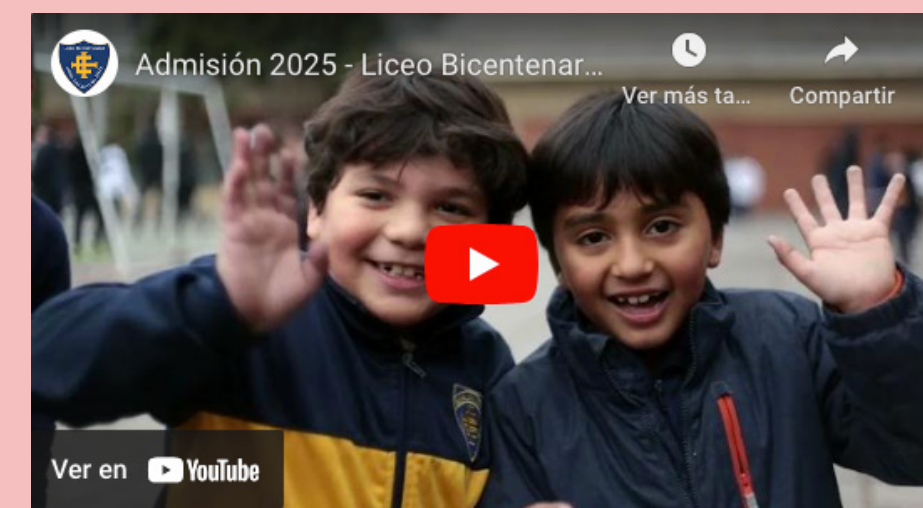 Admisión 2025 - Liceo Bicentenar...
Ver más ta...
Compartir
Ver en YouTube